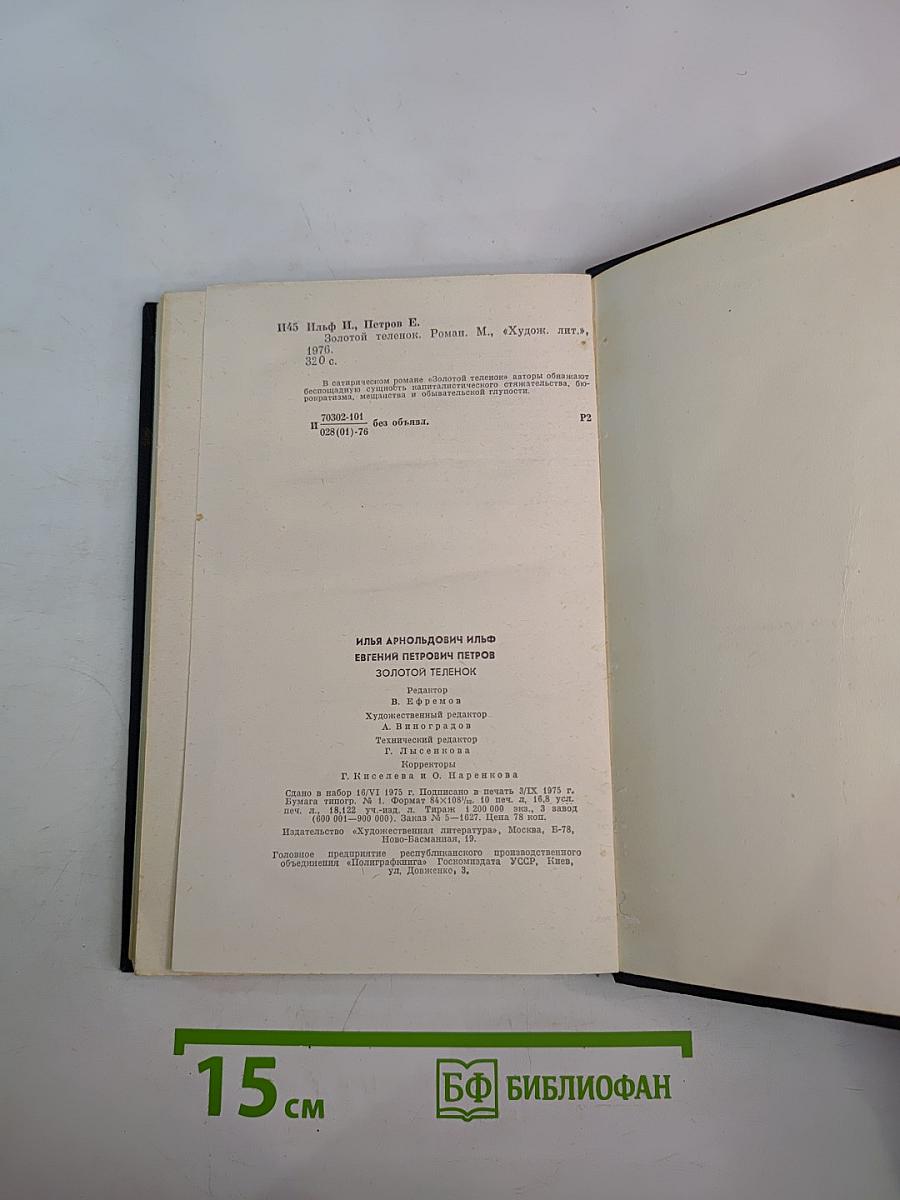 И45 Ильф И., Петров Е.
Золотой теленок. Роман. М., «Худож. лит.»,
1976.
320 с.
В сатирическом романе «Золотой теленок» авторы обнажают
беспощадную сущность капиталистического стяжательства, бю-
рократизма, мещанства и обывательской глупости.
И 70302-101 без объявл. Р2
028(01)-76
ИЛЬЯ АРНОЛЬДОВИЧ ИЛЬФ
ЕВГЕНИЙ ПЕТРОВИЧ ПЕТРОВ
ЗОЛОТОЙ ТЕЛЕНОК
Редактор
В. Ефремов
Художественный редактор
А. Виноградов
Технический редактор
Г. Лысенкова
Корректоры
Г. Киселева и О. Наренкова
Сдано в набор 16/VI 1975 г. Подписано в печать 3/IX 1975 г.
Бумага типогр. № 1. Формат 84×108¹/₃₂. 10 печ. л, 16,8 усл.
печ. л., 18,122 уч.-изд. л. Тираж 1 200 000 экз., 3 завод
(600 001—900 000). Заказ № 5—1627. Цена 78 коп.
Издательство «Художественная литература», Москва, Б-78,
Ново-Басманная, 19.
Головное предприятие республиканского производственного
объединения «Полиграфкнига» Госкомиздата УССР, Киев,
ул, Довженко, 3.
15 см
БФ БИБЛИОФАН